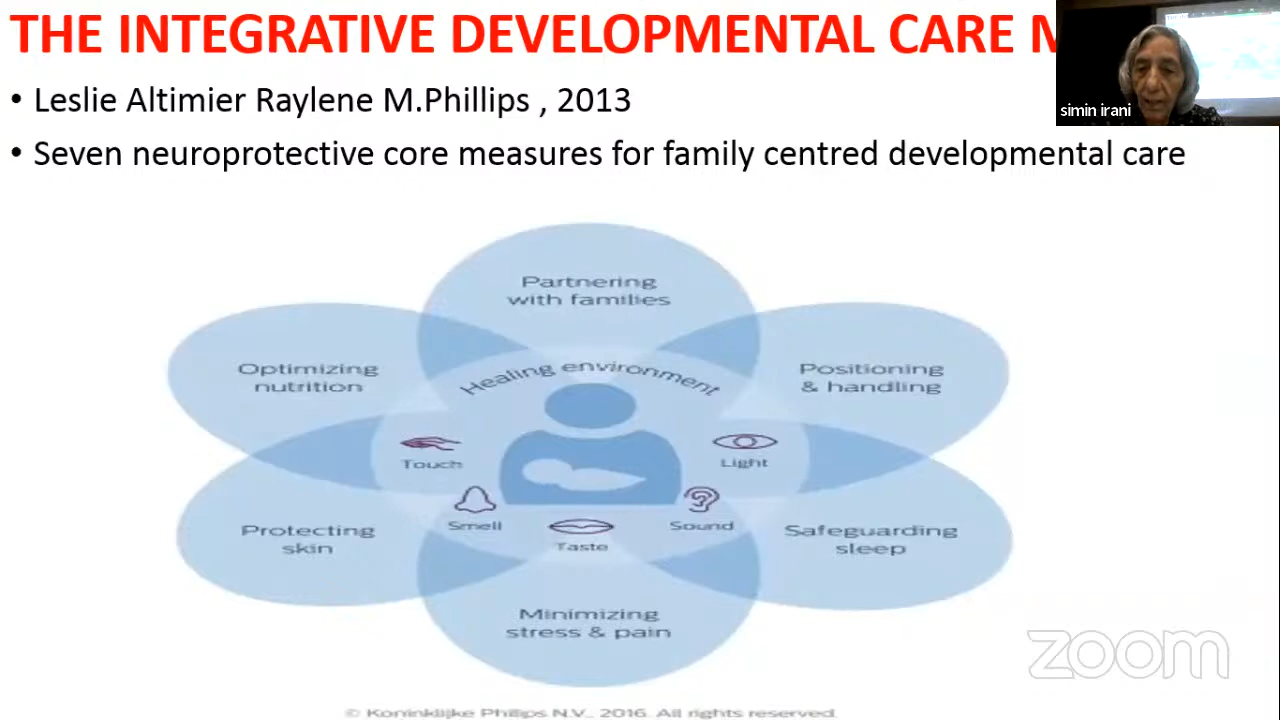 THE INTEGRATIVE DEVELOPMENTAL CARE M
simin irani
• Leslie Altimier Raylene M.Phillips , 2013
• Seven neuroprotective core measures for family centred developmental care
Partnering
with families
Optimizing
nutrition
Healing environment
Positioning
& handling
Touch
Light
Smell
Sound
Taste
Protecting
skin
Safeguarding
sleep
Minimizing
stress & pain
zoom
© Koninklijke Philips N.V., 2016. All rights reserved.